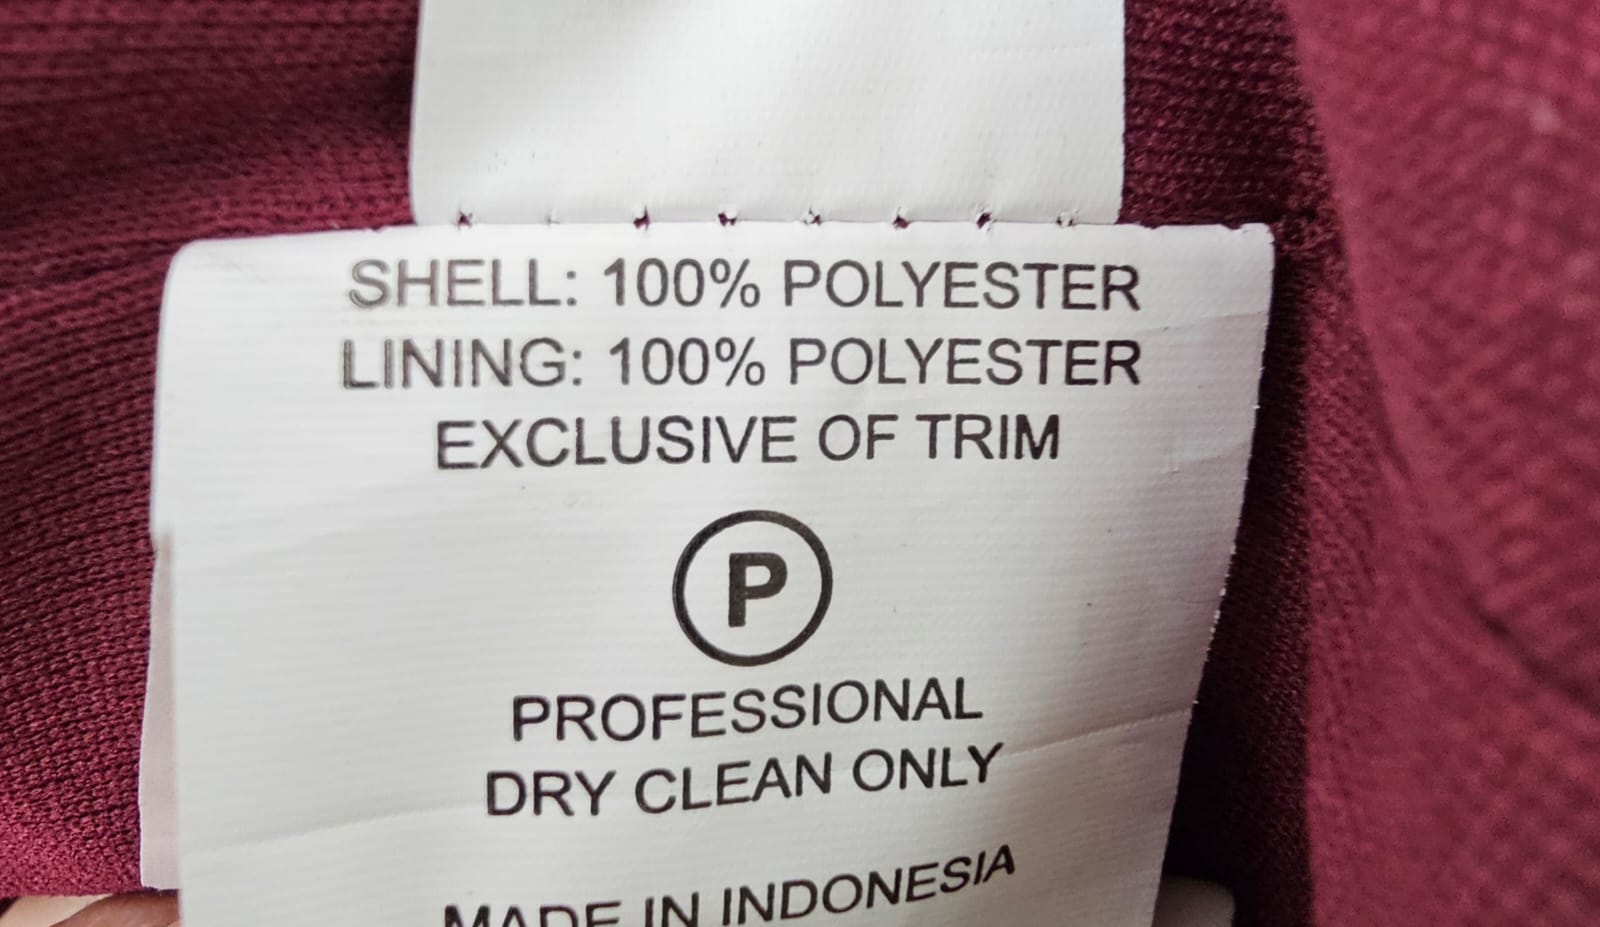 SHELL: 100% POLYESTER
LINING: 100% POLYESTER
EXCLUSIVE OF TRIM
P
PROFESSIONAL
DRY CLEAN ONLY
MADE IN INDONESIA